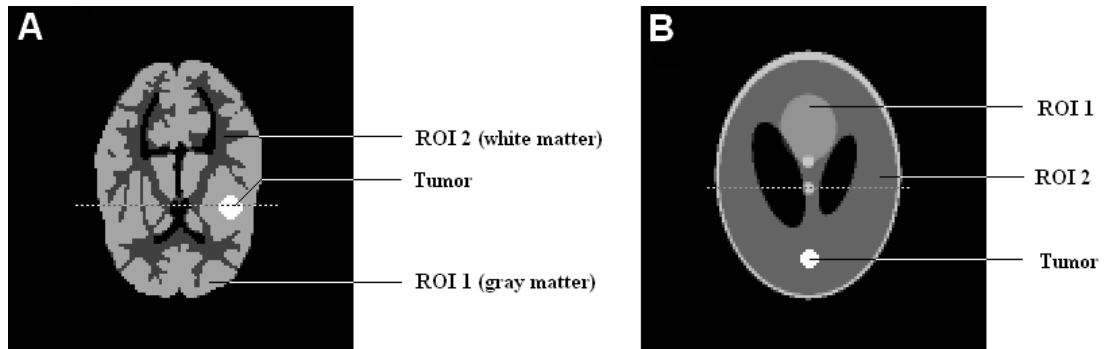 A
ROI 2 (white matter)
Tumor
ROI 1 (gray matter)
B
ROI 1
ROI 2
Tumor